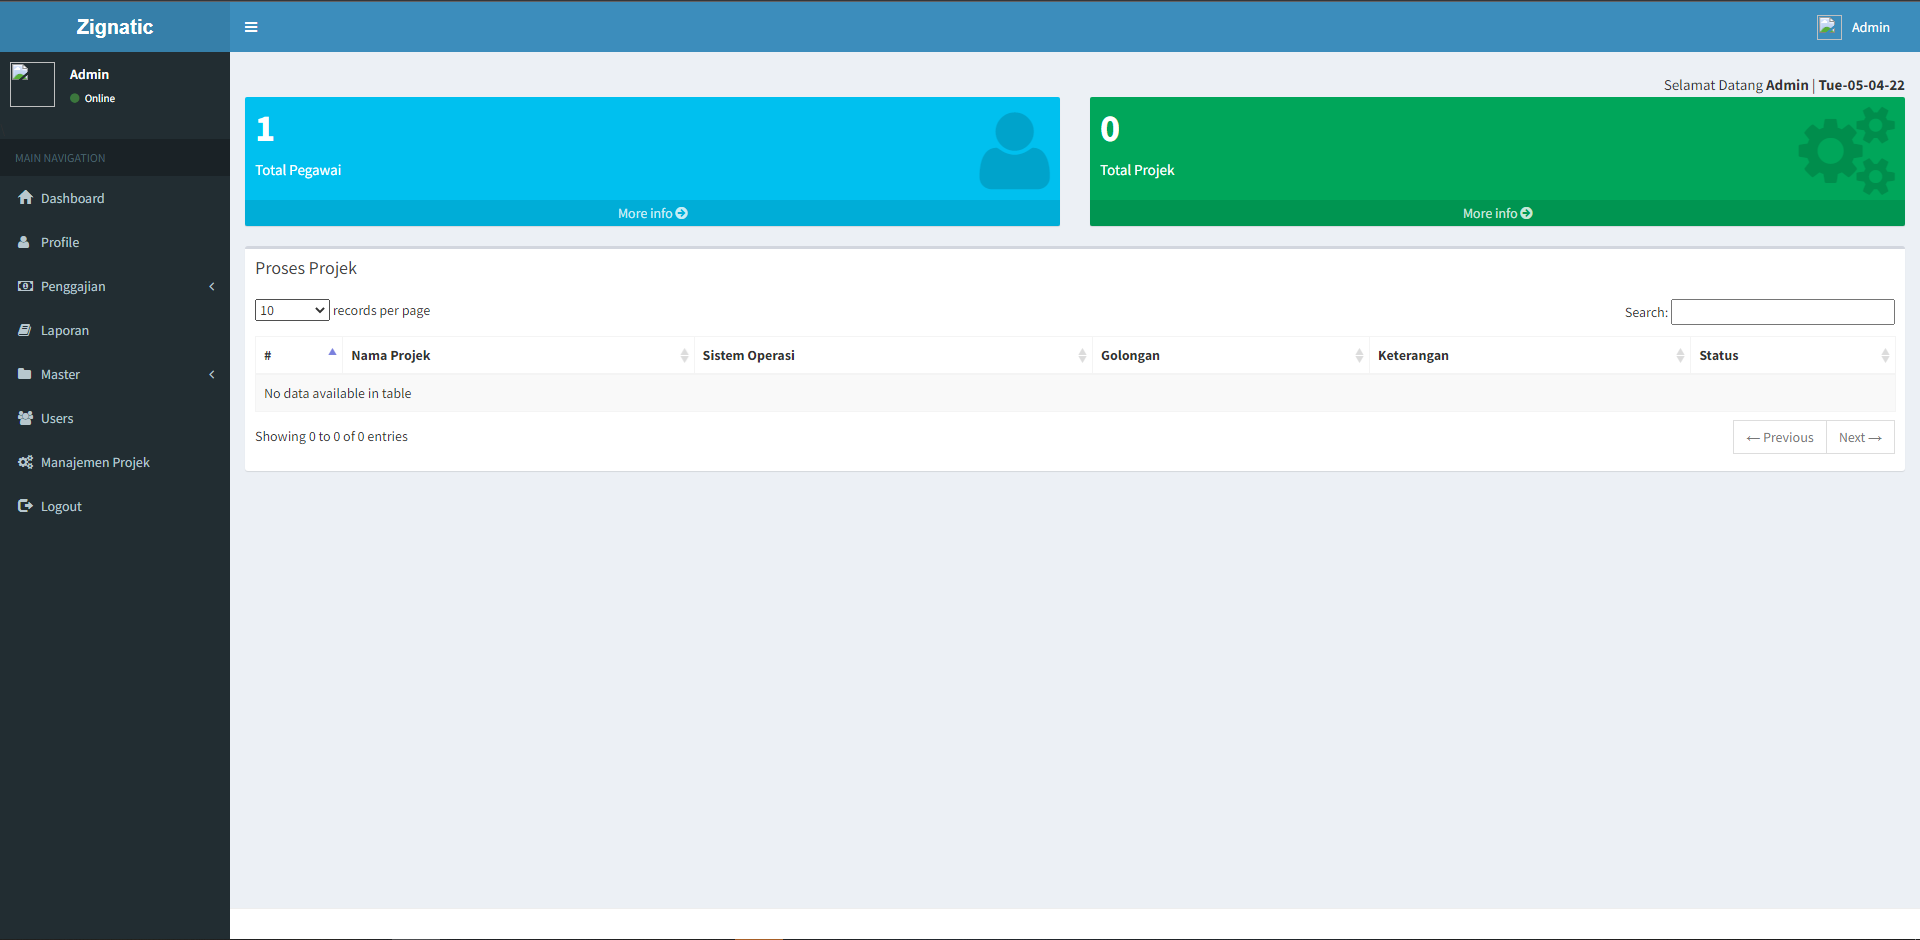 Zignatic
Admin
Admin
Online
MAIN NAVIGATION
Dashboard
Profile
Penggajian
Laporan
Master
Users
Manajemen Projek
Logout
Selamat Datang Admin | Tue-05-04-22
1
Total Pegawai
More info
0
Total Projek
More info
Proses Projek
10 records per page
Search:
# Nama Projek Sistem Operasi Golongan Keterangan Status
No data available in table
Showing 0 to 0 of 0 entries
← Previous Next →